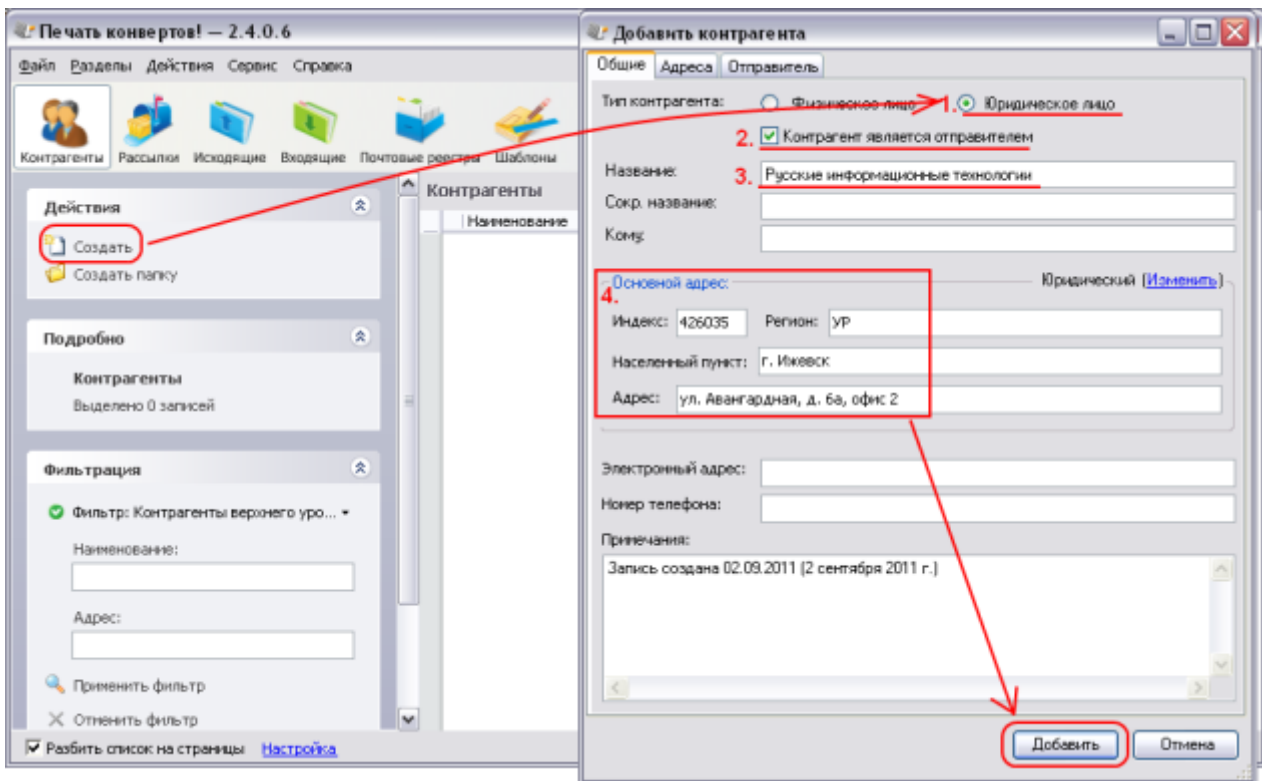 Печать конвертов! — 2.4.0.6
Файл Разделы Действия Сервис Справка
Контрагенты Рассылки Исходящие Входящие Почтовые реестры Шаблоны
Действия
Создать
Создать папку
Подробно
Контрагенты
Выделено 0 записей
Фильтрация
Фильтр: Контрагенты верхнего уро...
Наименование:
Адрес:
Применить фильтр
Отменить фильтр
Разбить список на страницы Настройка
Контрагенты
Наименование
Добавить контрагента
Общие Адреса Отправитель
Тип контрагента: Физическое лицо 1. Юридическое лицо
2. Контрагент является отправителем
Название: 3. Русские информационные технологии
Сокр. название:
Кому:
Основной адрес: Юридический (Изменить)
4.
Индекс: 426035 Регион: УР
Населенный пункт: г. Ижевск
Адрес: ул. Авангардная, д. 6а, офис 2
Электронный адрес:
Номер телефона:
Примечания:
Запись создана 02.09.2011 (2 сентября 2011 г.)
Добавить Отмена